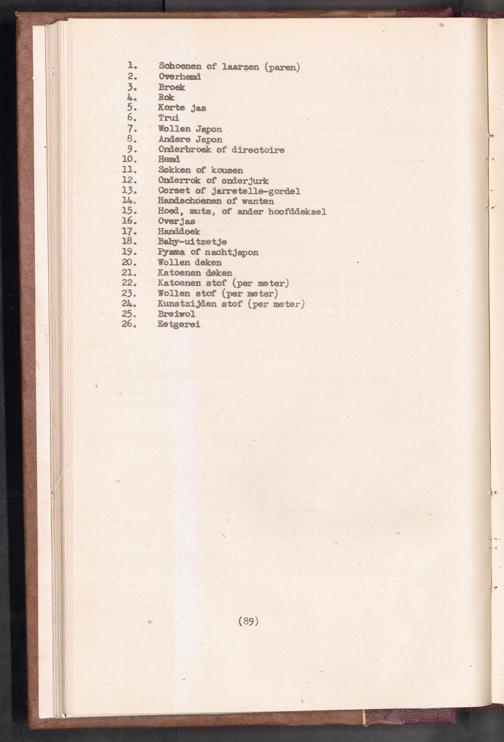 1. Schoenen of laarzen (paren)
2. Overhemd
3. Broek
4. Rok
5. Korte jas
6. Trui
7. Wollen Japon
8. Andere Japon
9. Onderbroek of directoire
10. Hemd
11. Sokken of kousen
12. Onderrok of onderjurk
13. Corset of jarretelle-gordel
14. Handschoenen of wanten
15. Hoed, muts, of ander hoofddeksel
16. Overjas
17. Handdoek
18. Baby-uitzetje
19. Pyama of nachtjapon
20. Wollen deken
21. Katoenen deken
22. Katoenen stof (per meter)
23. Wollen stof (per meter)
24. Kunstzijden stof (per meter)
25. Breiwol
26. Eetgerei
(89)